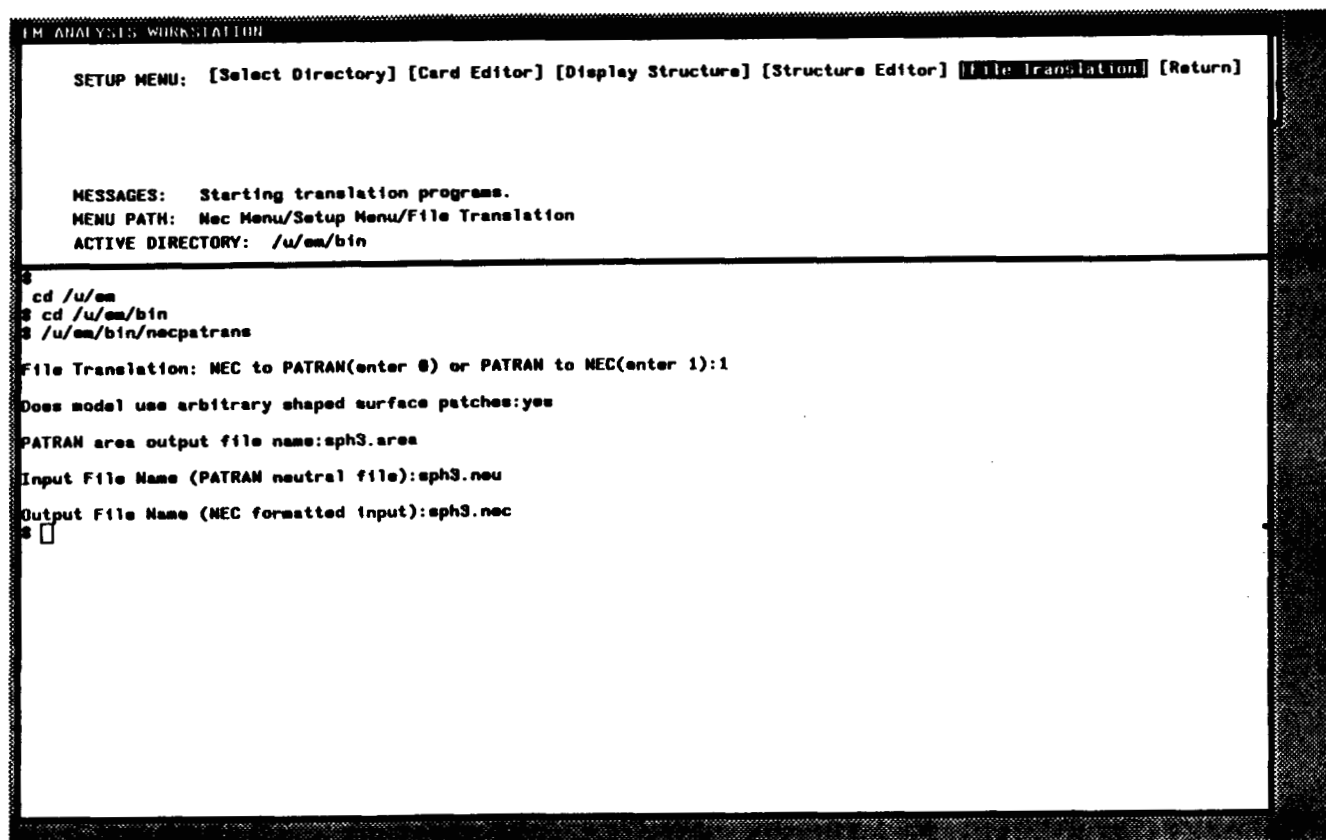 EM ANALYSIS WORKSTATION
SETUP MENU: [Select Directory] [Card Editor] [Display Structure] [Structure Editor] [File Translation] [Return]
MESSAGES: Starting translation programs.
MENU PATH: Nec Menu/Setup Menu/File Translation
ACTIVE DIRECTORY: /u/em/bin
$
cd /u/em
$ cd /u/em/bin
$ /u/em/bin/necpatrans
File Translation: NEC to PATRAN(enter 0) or PATRAN to NEC(enter 1):1
Does model use arbitrary shaped surface patches:yes
PATRAN area output file name:sph3.area
Input File Name (PATRAN neutral file):sph3.neu
Output File Name (NEC formatted input):sph3.nec
$